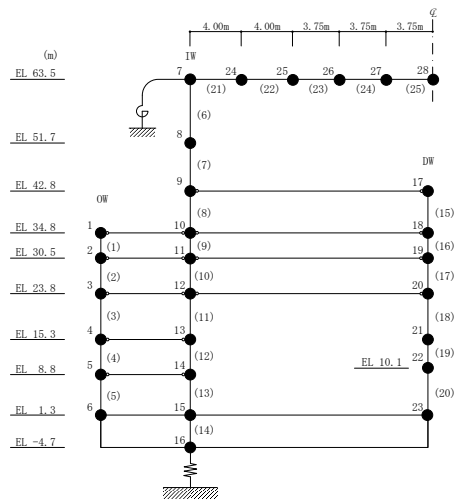 ℄
4.00m 4.00m 3.75m 3.75m 3.75m
(m) IW
EL 63.5 7 24 25 26 27 28
(21) (22) (23) (24) (25)
(6)
EL 51.7 8
(7) DW
EL 42.8 9 17
OW (8) (15)
EL 34.8 1 10 18
(1) (9) (16)
EL 30.5 2 11 19
(2) (10) (17)
EL 23.8 3 12 20
(3) (11) (18)
EL 15.3 4 13 21
(4) (12) (19)
EL 10.1 22
EL 8.8 5 14
(5) (13) (20)
EL 1.3 6 15 23
(14)
EL -4.7 16